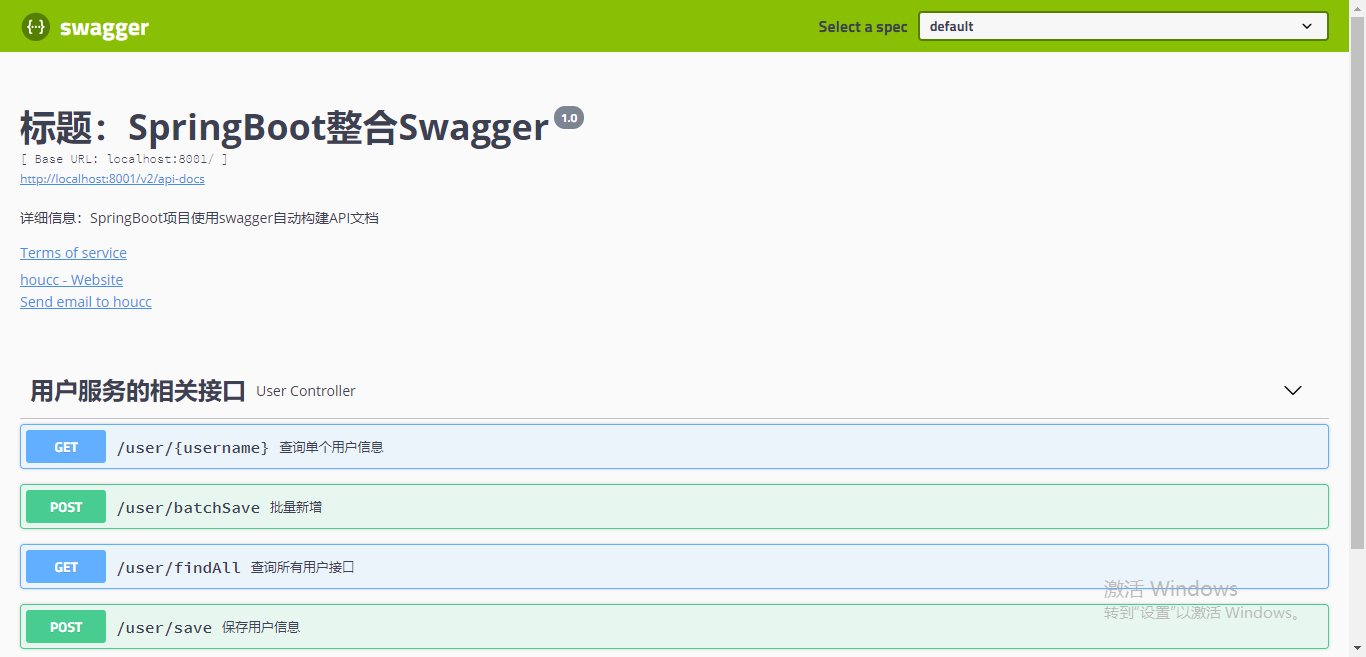 {··} swagger
Select a spec default
标题：SpringBoot整合Swagger 1.0
[ Base URL: localhost:8001/ ]
http://localhost:8001/v2/api-docs
详细信息：SpringBoot项目使用swagger自动构建API文档
Terms of service
houcc - Website
Send email to houcc
用户服务的相关接口 User Controller
GET /user/{username} 查询单个用户信息
POST /user/batchSave 批量新增
GET /user/findAll 查询所有用户接口
POST /user/save 保存用户信息
激活 Windows
转到"设置"以激活 Windows。